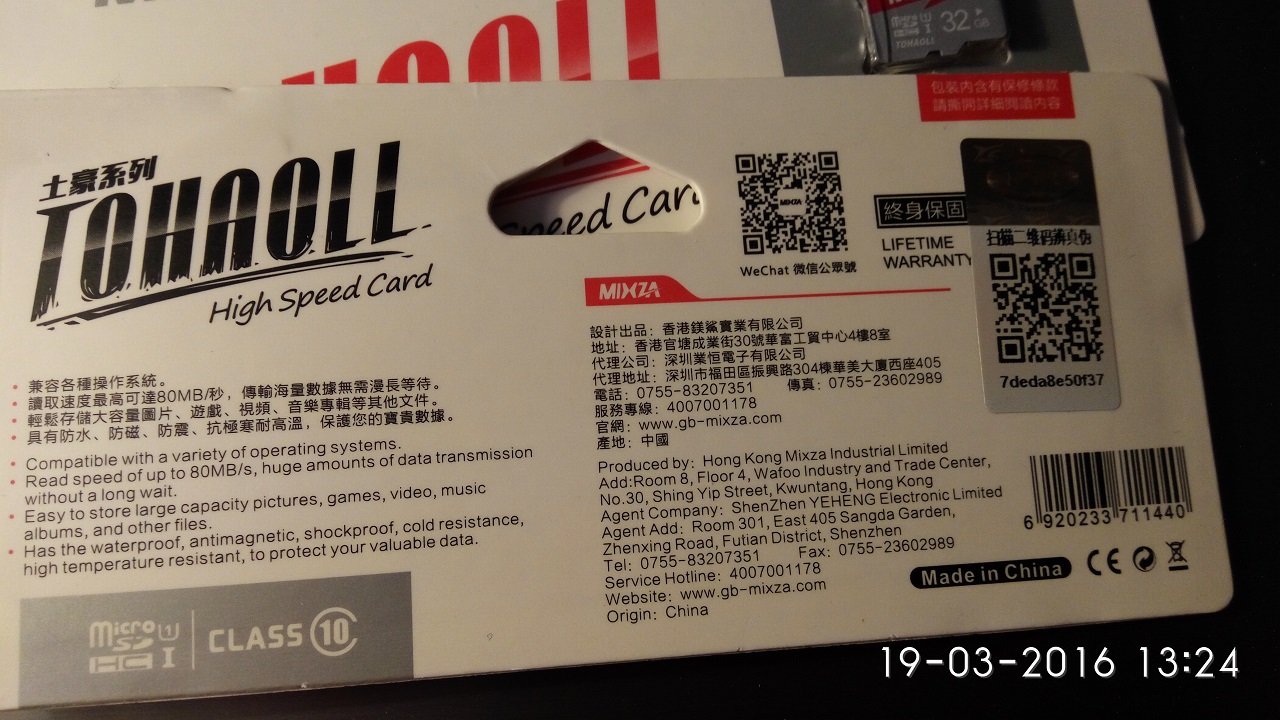 32 GB
TOHAOLL
包裝內含有保修條款
請撕開詳細閱讀內容
土豪系列
TOHAOLL
High Speed Card
Speed Card
MIXZA
WeChat 微信公眾號
終身保固
LIFETIME
WARRANTY
扫描二维码辨真伪
7deda8e50f37
• 兼容各種操作系統。
• 讀取速度最高可達80MB/秒，傳輸海量數據無需漫長等待。
• 輕鬆存儲大容量圖片、遊戲、視頻、音樂專輯等其他文件。
• 具有防水、防磁、防震、抗極寒耐高溫，保護您的寶貴數據。
• Compatible with a variety of operating systems.
• Read speed of up to 80MB/s, huge amounts of data transmission
without a long wait.
• Easy to store large capacity pictures, games, video, music
albums, and other files.
• Has the waterproof, antimagnetic, shockproof, cold resistance,
high temperature resistant, to protect your valuable data.
micro SD HC I U1
CLASS 10
MIXZA
設計出品：香港鎂鯊實業有限公司
地址：香港官塘成業街30號華富工貿中心4樓8室
代理公司：深圳業恒電子有限公司
代理地址：深圳市福田區振興路304棟華美大廈西座405
電話：0755-83207351 傳真：0755-23602989
服務專線：4007001178
官網：www.gb-mixza.com
產地：中國
Produced by: Hong Kong Mixza Industrial Limited
Add:Room 8, Floor 4, Wafoo Industry and Trade Center,
No.30, Shing Yip Street, Kwuntang, Hong Kong
Agent Company: ShenZhen YEHENG Electronic Limited
Agent Add: Room 301, East 405 Sangda Garden,
Zhenxing Road, Futian District, Shenzhen
Tel: 0755-83207351 Fax: 0755-23602989
Service Hotline: 4007001178
Website: www.gb-mixza.com
Origin: China
6 920233 711440
Made in China
CE
19-03-2016 13:24